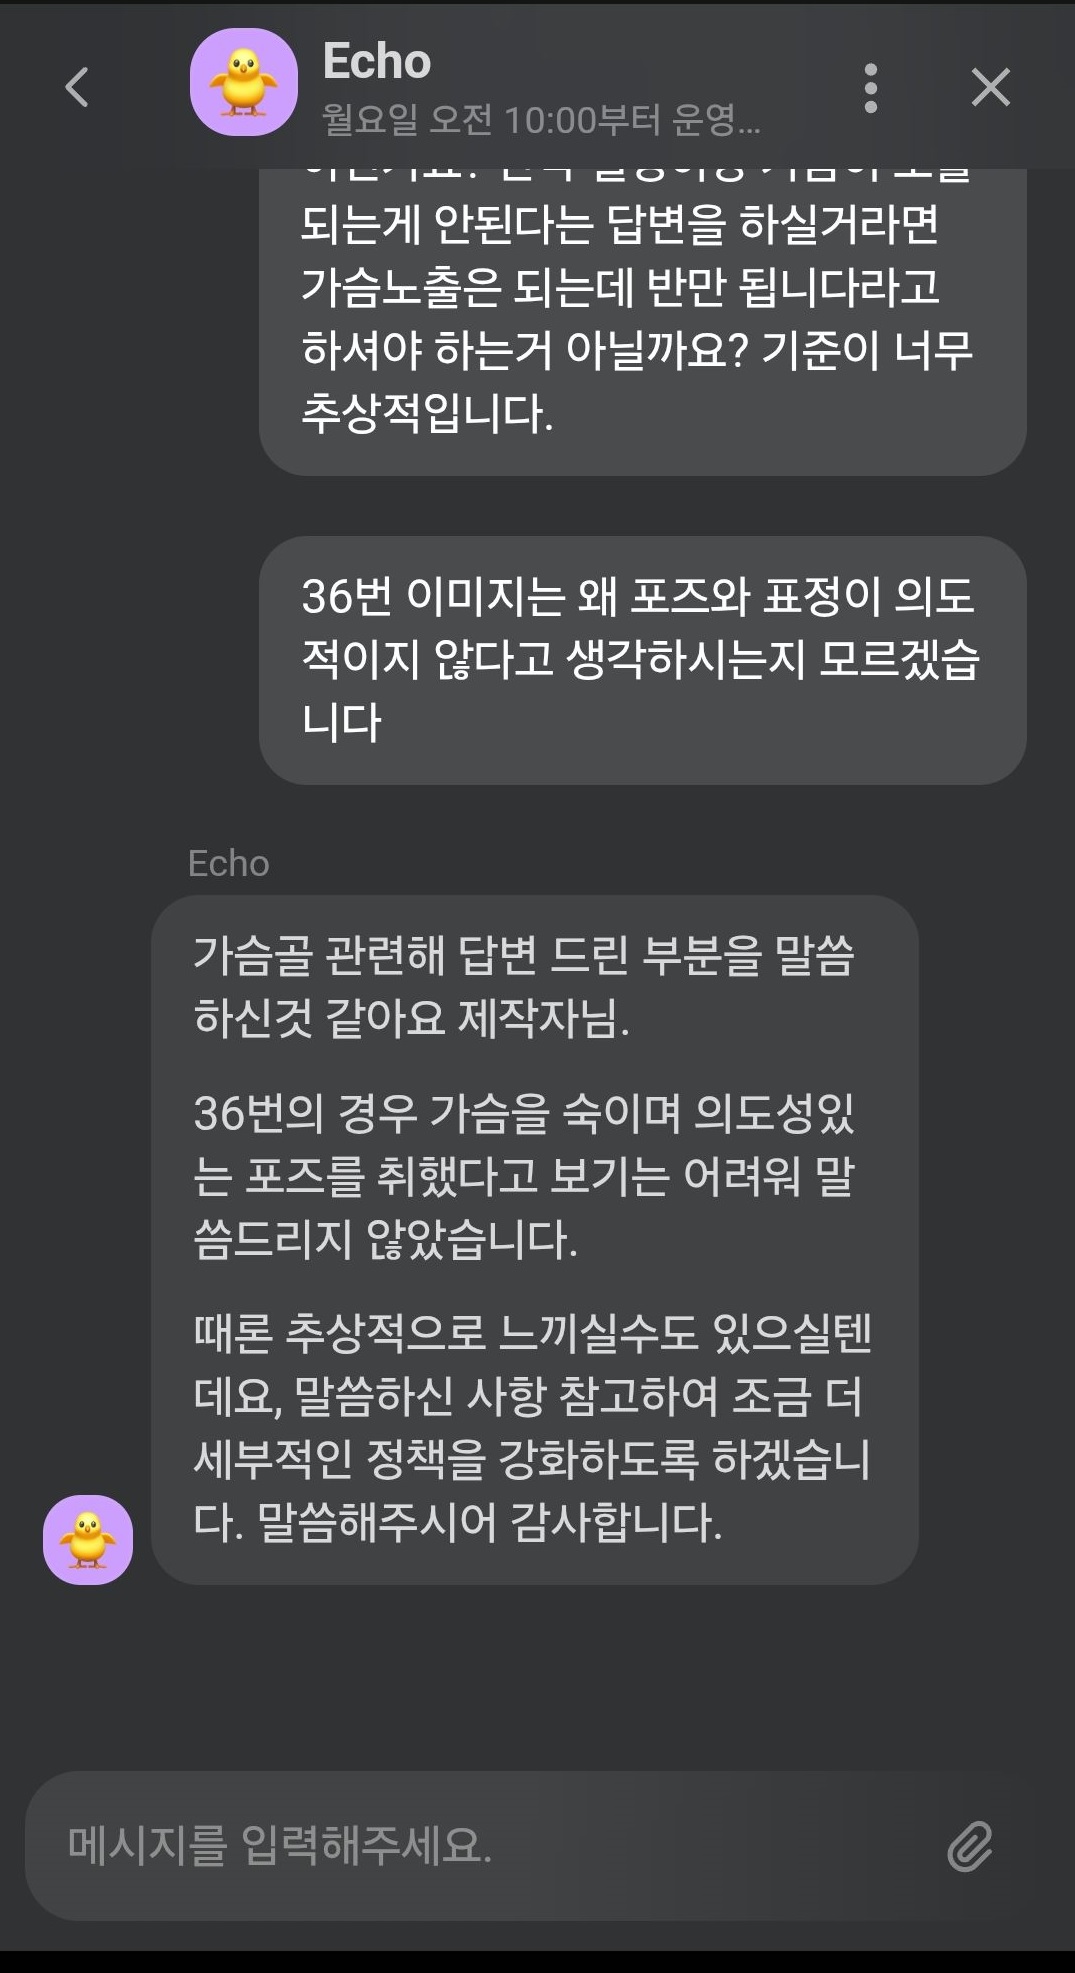 Echo
월요일 오전 10:00부터 운영...
되는게 안된다는 답변을 하실거라면
가슴노출은 되는데 반만 됩니다라고
하셔야 하는거 아닐까요? 기준이 너무
추상적입니다.
36번 이미지는 왜 포즈와 표정이 의도
적이지 않다고 생각하시는지 모르겠습
니다
Echo
가슴골 관련해 답변 드린 부분을 말씀
하신것 같아요 제작자님.
36번의 경우 가슴을 숙이며 의도성있
는 포즈를 취했다고 보기는 어려워 말
씀드리지 않았습니다.
때론 추상적으로 느끼실수도 있으실텐
데요, 말씀하신 사항 참고하여 조금 더
세부적인 정책을 강화하도록 하겠습니
다. 말씀해주시어 감사합니다.
메시지를 입력해주세요.